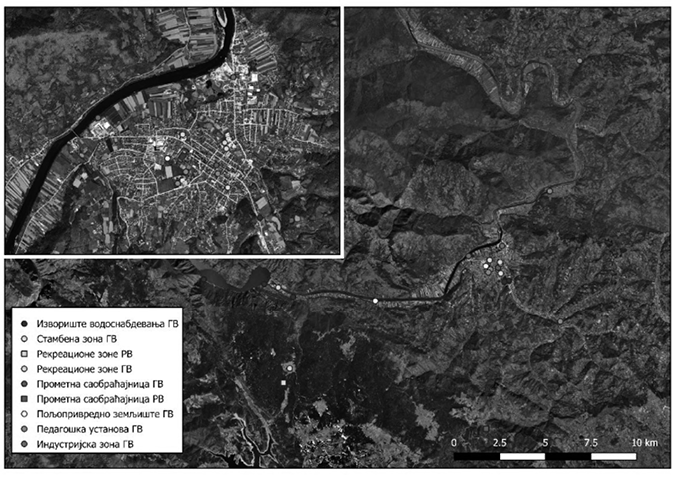 Извориште водоснабдевања ГВ
Стамбена зона ГВ
Рекреационе зоне РВ
Рекреационе зоне ГВ
Прометна саобраћајница ГВ
Прометна саобраћајница РВ
Пољопривредно земљиште ГВ
Педагошка установа ГВ
Индустријска зона ГВ
0 2.5 5 7.5 10 km